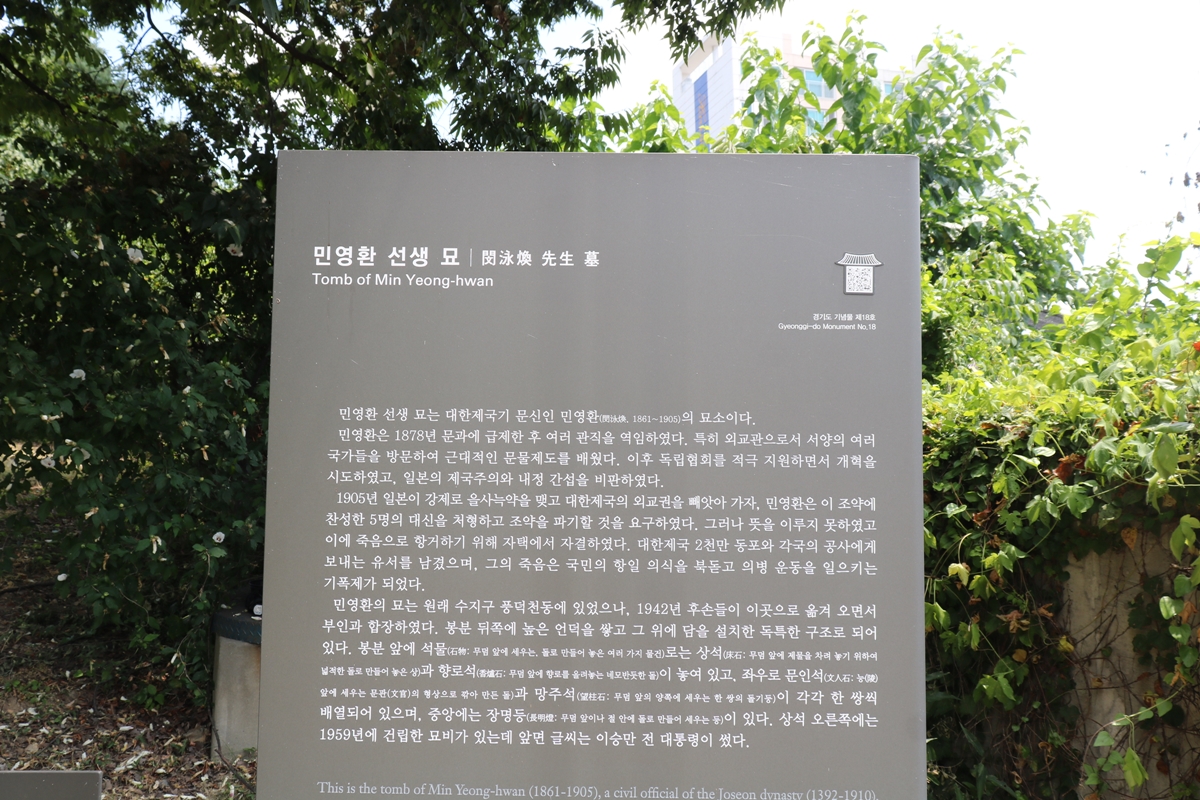 민영환 선생 묘 | 閔泳煥 先生 墓
Tomb of Min Yeong-hwan
경기도 기념물 제18호
Gyeonggi-do Monument No.18
민영환 선생 묘는 대한제국기 문신인 민영환(閔泳煥, 1861~1905)의 묘소이다.
민영환은 1878년 문과에 급제한 후 여러 관직을 역임하였다. 특히 외교관으로서 서양의 여러
국가들을 방문하여 근대적인 문물제도를 배웠다. 이후 독립협회를 적극 지원하면서 개혁을
시도하였고, 일본의 제국주의와 내정 간섭을 비판하였다.
1905년 일본이 강제로 을사늑약을 맺고 대한제국의 외교권을 빼앗아 가자, 민영환은 이 조약에
찬성한 5명의 대신을 처형하고 조약을 파기할 것을 요구하였다. 그러나 뜻을 이루지 못하였고
이에 죽음으로 항거하기 위해 자택에서 자결하였다. 대한제국 2천만 동포와 각국의 공사에게
보내는 유서를 남겼으며, 그의 죽음은 국민의 항일 의식을 북돋고 의병 운동을 일으키는
기폭제가 되었다.
민영환의 묘는 원래 수지구 풍덕천동에 있었으나, 1942년 후손들이 이곳으로 옮겨 오면서
부인과 합장하였다. 봉분 뒤쪽에 높은 언덕을 쌓고 그 위에 담을 설치한 독특한 구조로 되어
있다. 봉분 앞에 석물(石物: 무덤 앞에 세우는, 돌로 만들어 놓은 여러 가지 물건)로는 상석(床石: 무덤 앞에 제물을 차려 놓기 위하여
넓적한 돌로 만들어 놓은 상)과 향로석(香爐石: 무덤 앞에 향로를 올려놓는 네모반듯한 돌)이 놓여 있고, 좌우로 문인석(文人石: 능(陵)
앞에 세우는 문관(文官)의 형상으로 깎아 만든 돌)과 망주석(望柱石: 무덤 앞의 양쪽에 세우는 한 쌍의 돌기둥)이 각각 한 쌍씩
배열되어 있으며, 중앙에는 장명등(長明燈: 무덤 앞이나 절 안에 돌로 만들어 세우는 등)이 있다. 상석 오른쪽에는
1959년에 건립한 묘비가 있는데 앞면 글씨는 이승만 전 대통령이 썼다.
This is the tomb of Min Yeong-hwan (1861-1905), a civil official of the Joseon dynasty (1392-1910).